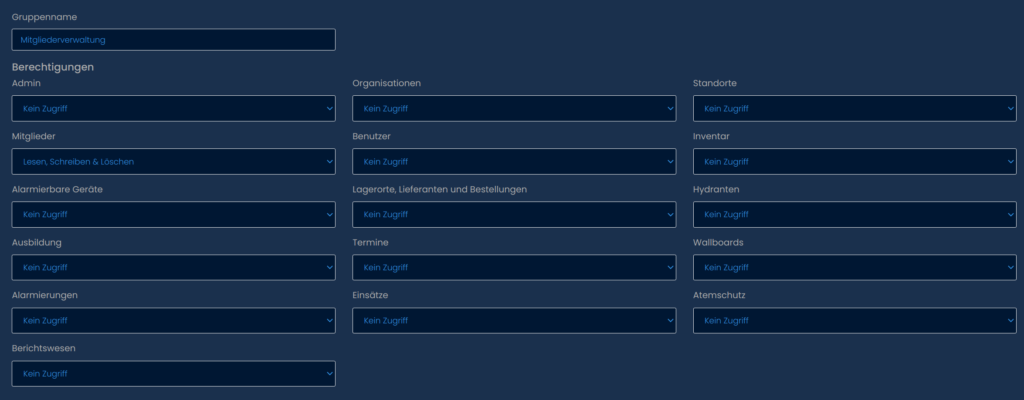 Gruppenname
Mitgliederverwaltung
Berechtigungen
Admin Organisationen Standorte
Kein Zugriff Kein Zugriff Kein Zugriff
Mitglieder Benutzer Inventar
Lesen, Schreiben & Löschen Kein Zugriff Kein Zugriff
Alarmierbare Geräte Lagerorte, Lieferanten und Bestellungen Hydranten
Kein Zugriff Kein Zugriff Kein Zugriff
Ausbildung Termine Wallboards
Kein Zugriff Kein Zugriff Kein Zugriff
Alarmierungen Einsätze Atemschutz
Kein Zugriff Kein Zugriff Kein Zugriff
Berichtswesen
Kein Zugriff